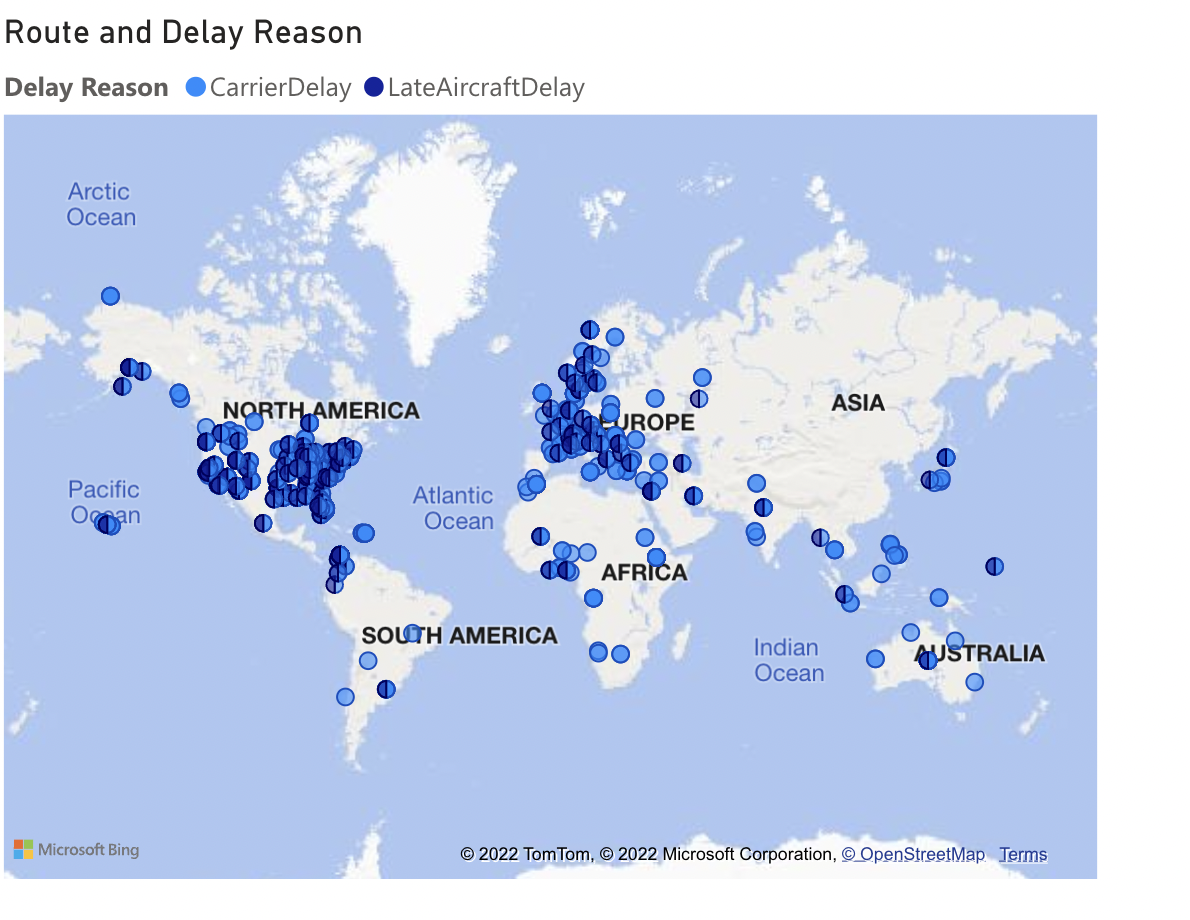 Route and Delay Reason
Delay Reason CarrierDelay LateAircraftDelay
Arctic
Ocean
NORTH AMERICA
ASIA
EUROPE
Pacific
Ocean
Atlantic
Ocean
AFRICA
SOUTH AMERICA
Indian
Ocean
AUSTRALIA
Microsoft Bing
© 2022 TomTom, © 2022 Microsoft Corporation, © OpenStreetMap Terms